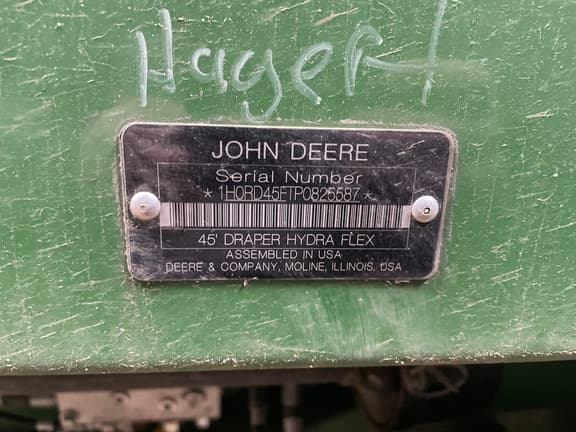 Hager
JOHN DEERE
Serial Number
*1H0RD45FTP0825587*
45' DRAPER HYDRA FLEX
ASSEMBLED IN USA
DEERE & COMPANY, MOLINE, ILLINOIS, USA